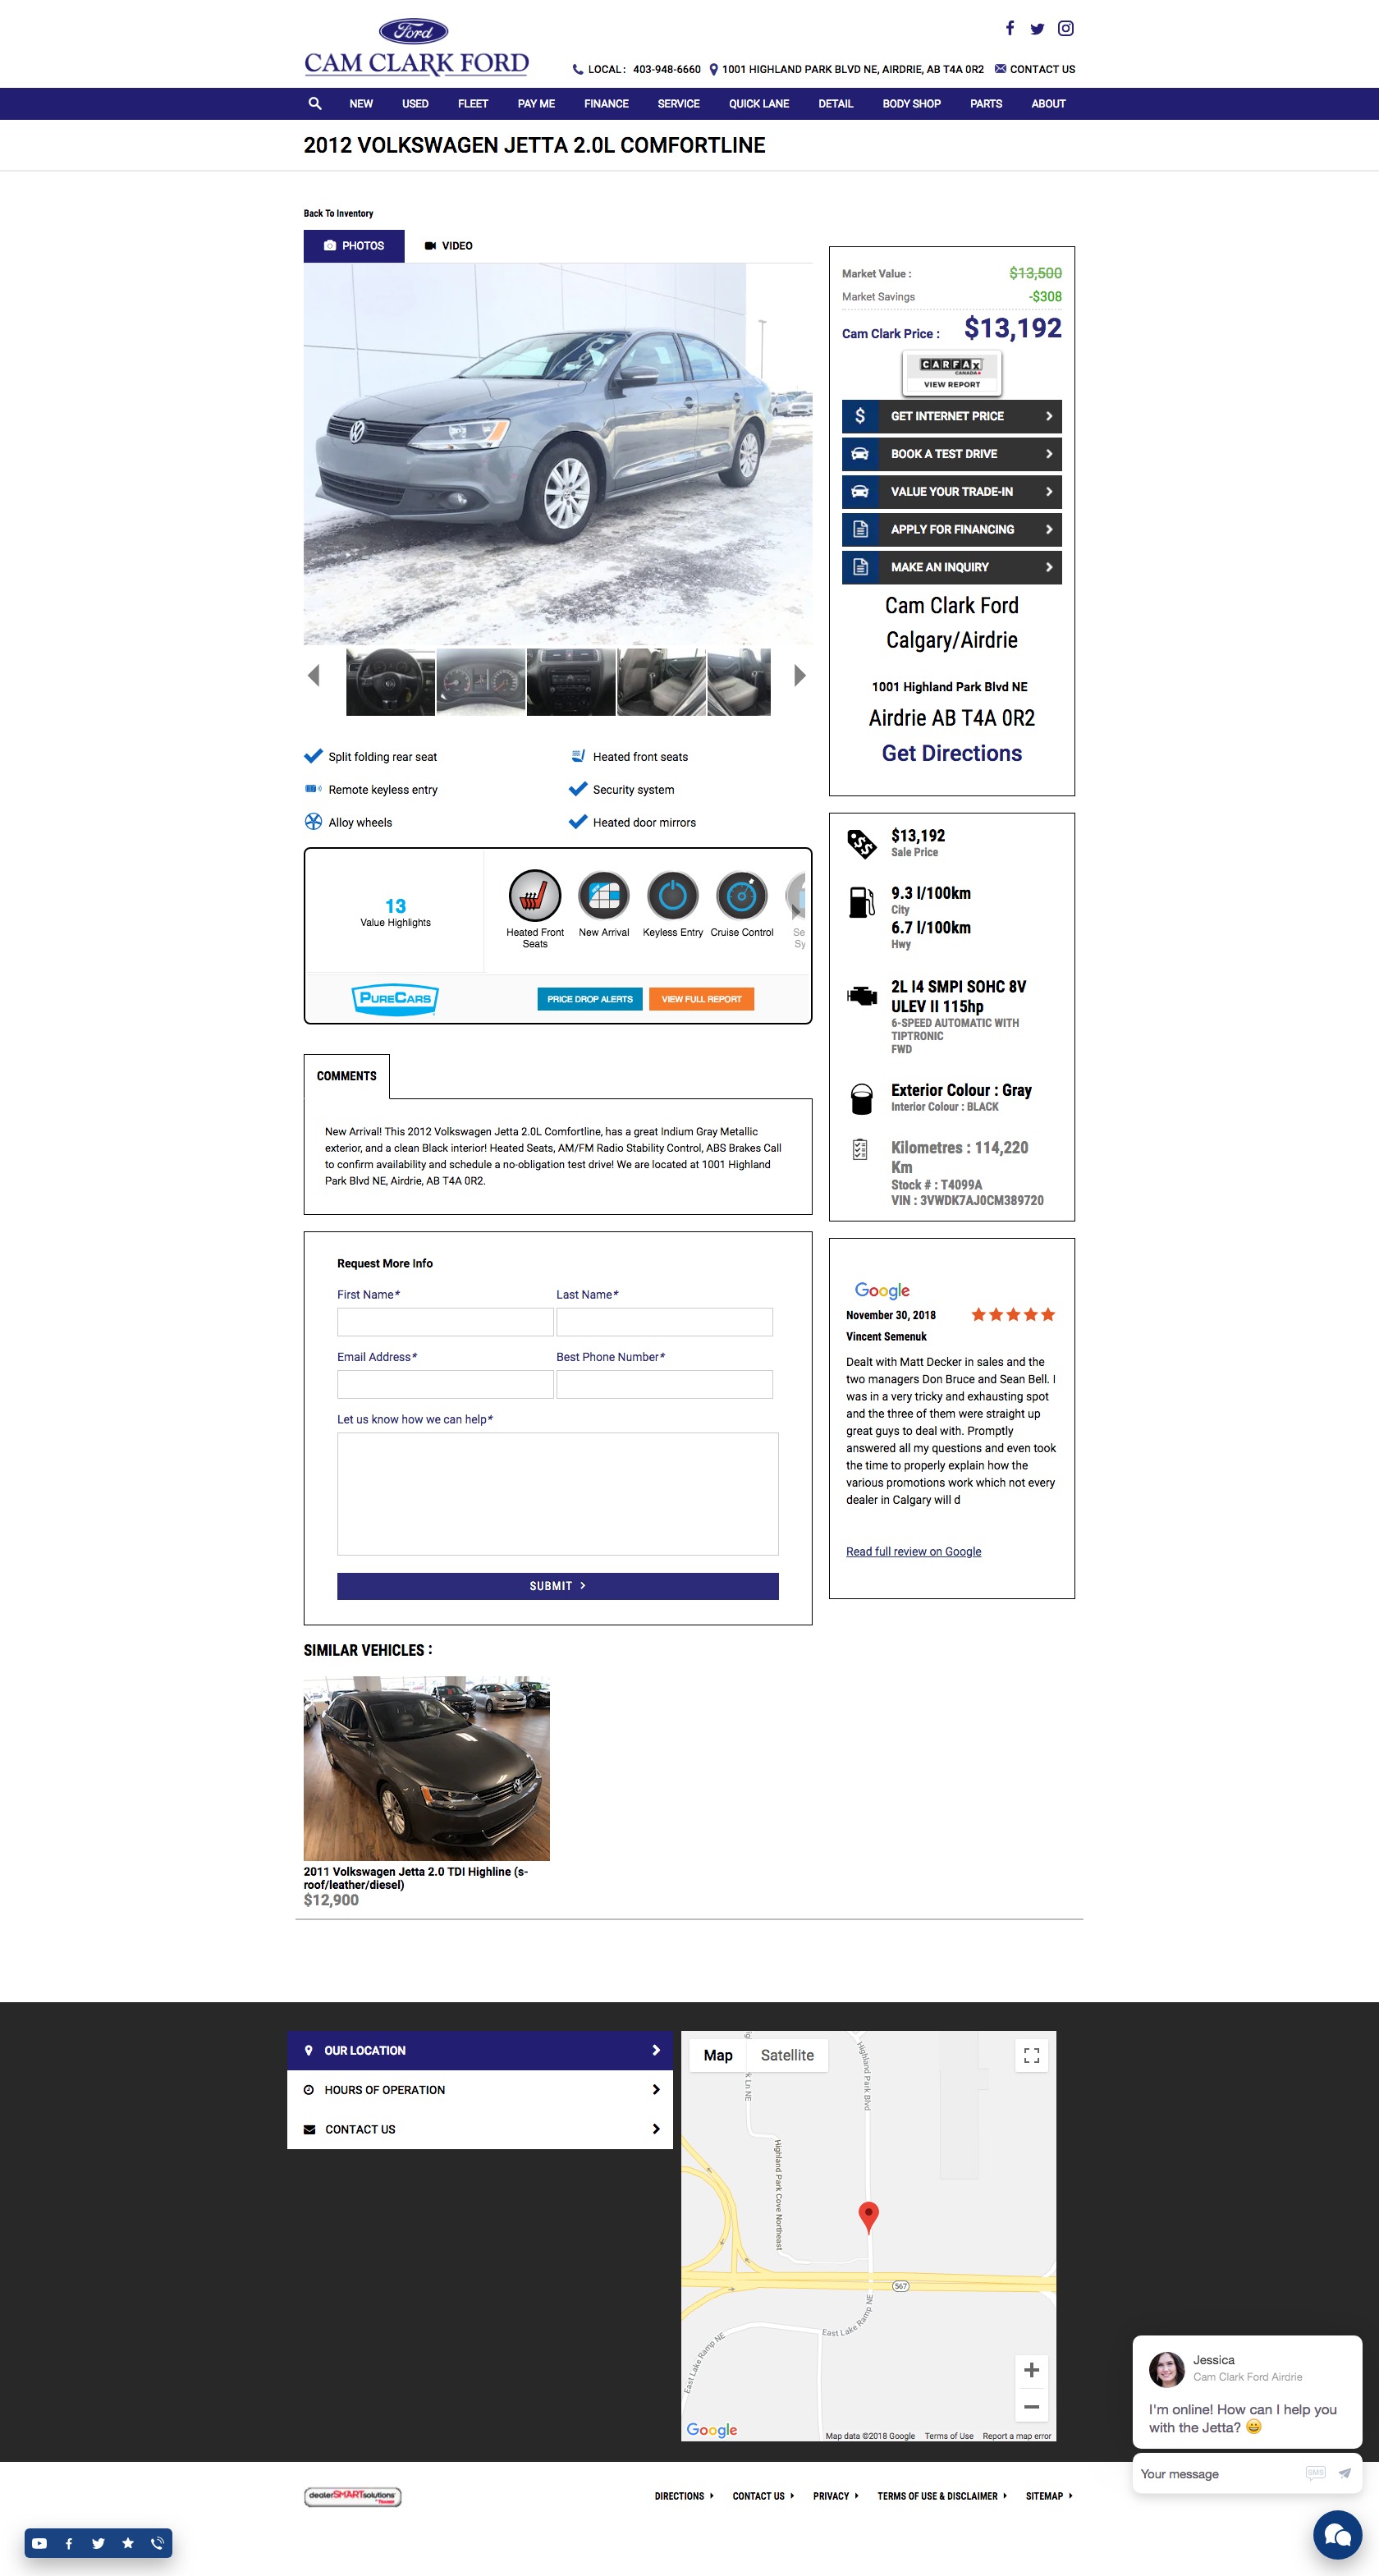 Ford
CAM CLARK FORD
LOCAL : 403-948-6660 1001 HIGHLAND PARK BLVD NE, AIRDRIE, AB T4A 0R2 CONTACT US
NEW USED FLEET PAY ME FINANCE SERVICE QUICK LANE DETAIL BODY SHOP PARTS ABOUT
2012 VOLKSWAGEN JETTA 2.0L COMFORTLINE
Back To Inventory
PHOTOS VIDEO
Split folding rear seat
Heated front seats
Remote keyless entry
Security system
Alloy wheels
Heated door mirrors
13
Value Highlights
Heated Front
Seats
New Arrival
Keyless Entry
Cruise Control
Se
Sy
PURECARS
PRICE DROP ALERTS
VIEW FULL REPORT
COMMENTS
New Arrival! This 2012 Volkswagen Jetta 2.0L Comfortline, has a great Indium Gray Metallic
exterior, and a clean Black interior! Heated Seats, AM/FM Radio Stability Control, ABS Brakes Call
to confirm availability and schedule a no-obligation test drive! We are located at 1001 Highland
Park Blvd NE, Airdrie, AB T4A 0R2.
Request More Info
First Name* Last Name*
Email Address* Best Phone Number*
Let us know how we can help*
SUBMIT
Market Value : $13,500
Market Savings -$308
Cam Clark Price : $13,192
CARFAX
CANADA
VIEW REPORT
GET INTERNET PRICE
BOOK A TEST DRIVE
VALUE YOUR TRADE-IN
APPLY FOR FINANCING
MAKE AN INQUIRY
Cam Clark Ford
Calgary/Airdrie
1001 Highland Park Blvd NE
Airdrie AB T4A 0R2
Get Directions
$13,192
Sale Price
9.3 l/100km
City
6.7 l/100km
Hwy
2L I4 SMPI SOHC 8V
ULEV II 115hp
6-SPEED AUTOMATIC WITH
TIPTRONIC
FWD
Exterior Colour : Gray
Interior Colour : BLACK
Kilometres : 114,220
Km
Stock # : T4099A
VIN : 3VWDK7AJ0CM389720
Google
November 30, 2018
Vincent Semenuk
Dealt with Matt Decker in sales and the
two managers Don Bruce and Sean Bell. I
was in a very tricky and exhausting spot
and the three of them were straight up
great guys to deal with. Promptly
answered all my questions and even took
the time to properly explain how the
various promotions work which not every
dealer in Calgary will d
Read full review on Google
SIMILAR VEHICLES :
2011 Volkswagen Jetta 2.0 TDI Highline (s-
roof/leather/diesel)
$12,900
OUR LOCATION
HOURS OF OPERATION
CONTACT US
Map Satellite
k Ln NE
Highland Park Blvd
Highland Park Cove Northeast
567
East Lake Ramp NE
East Lake Ramp NE
Google
Map data ©2018 Google Terms of Use Report a map error
Jessica
Cam Clark Ford Airdrie
I'm online! How can I help you
with the Jetta? 😀
Your message
SMS
dealerSMARTsolutions
DIRECTIONS CONTACT US PRIVACY TERMS OF USE & DISCLAIMER SITEMAP